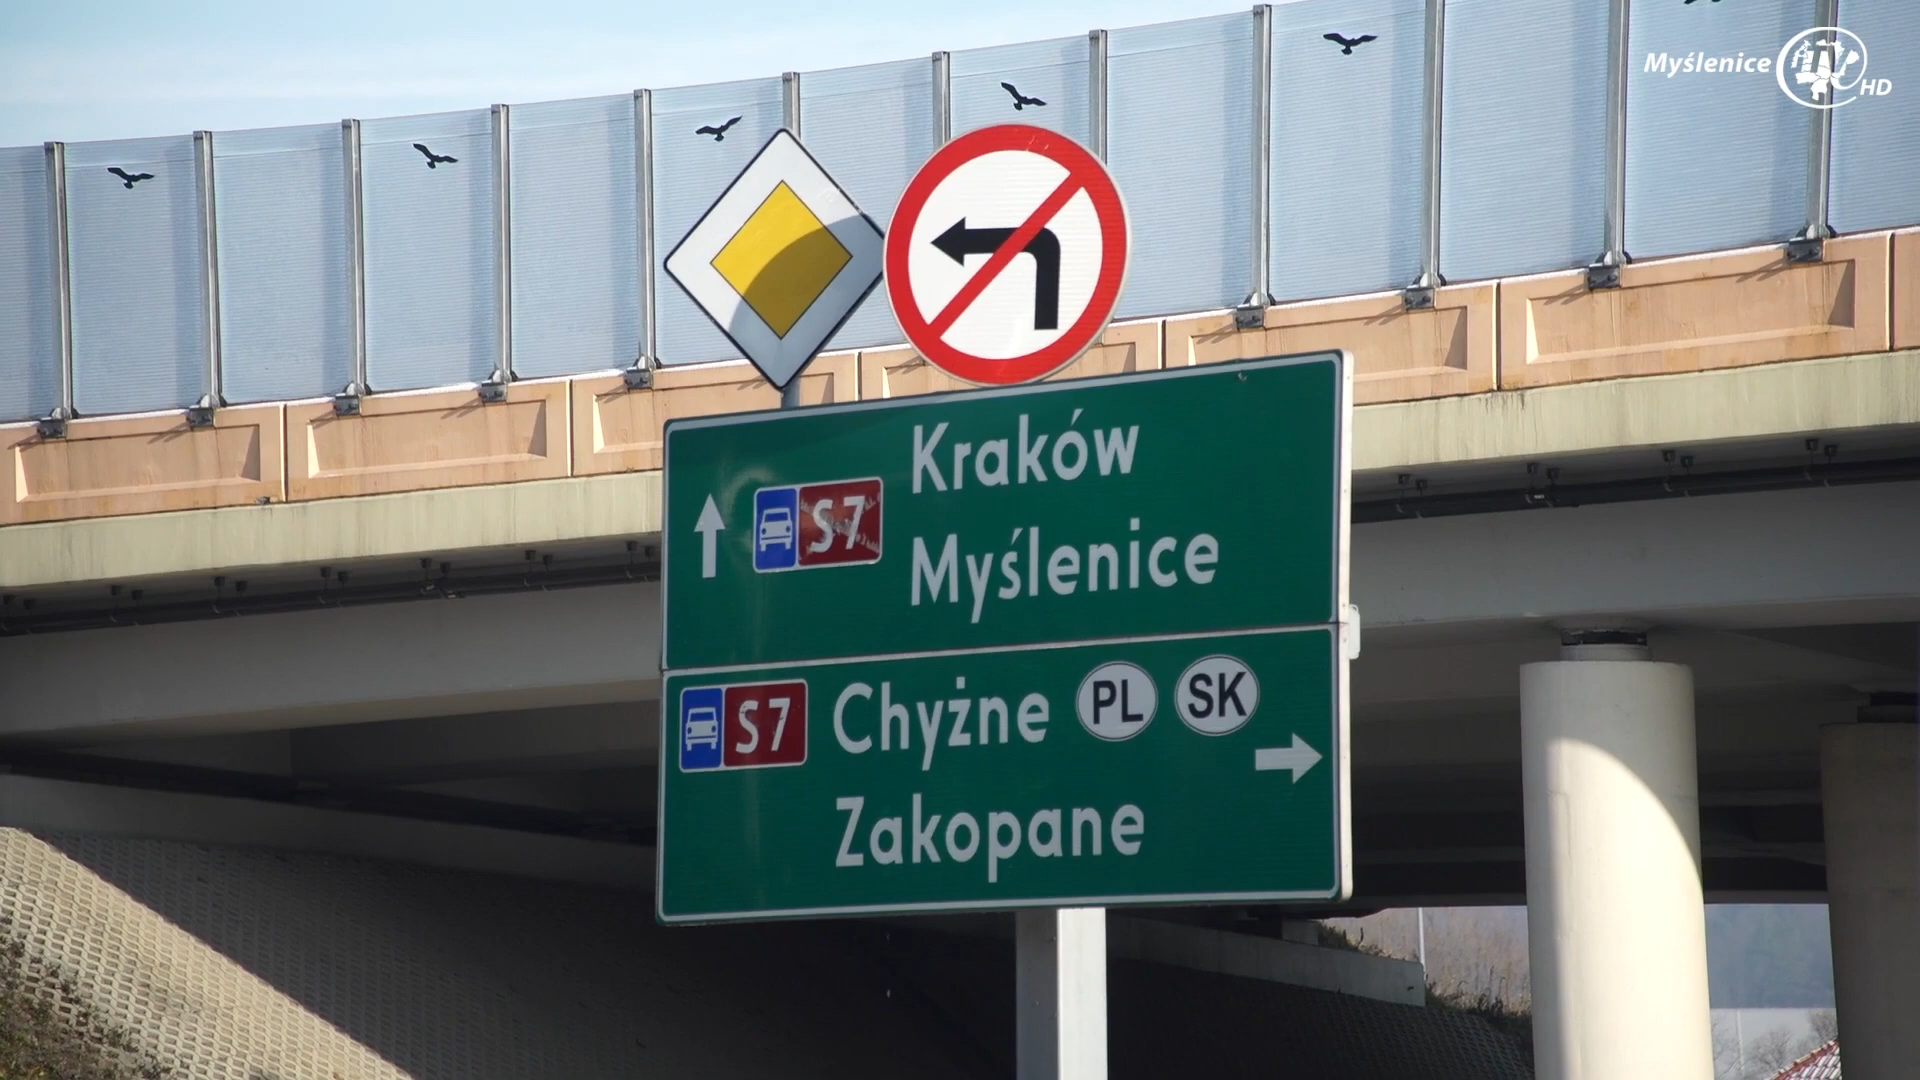 Myślenice
HD
S7
Kraków
Myślenice
S7 Chyżne PL SK
Zakopane